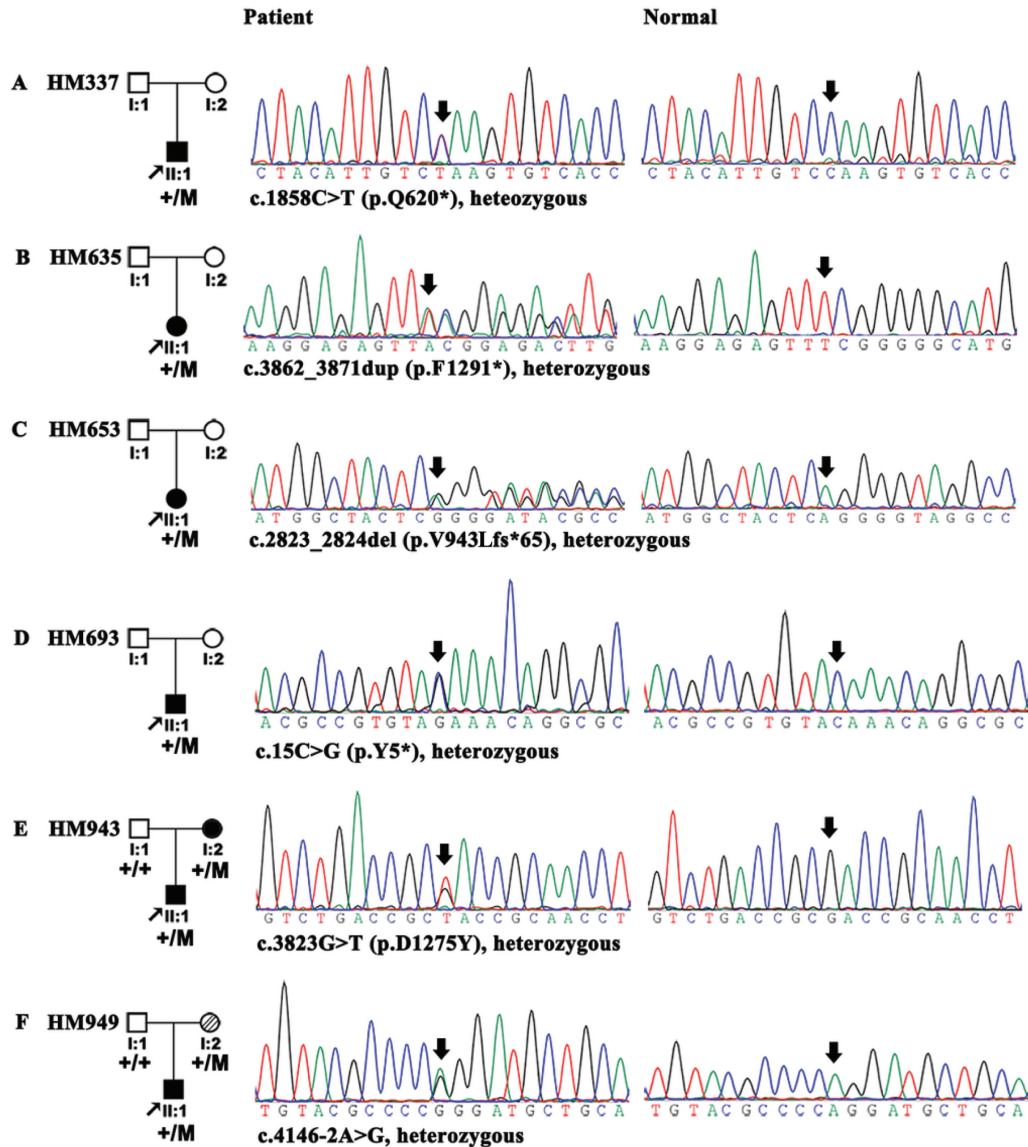 Patient Normal
A HM337 I:1 I:2
C T A C A T T G T C T A A G T G T C A C C C T A C A T T G T C C A A G T G T C A C C
II:1
+/M
c.1858C>T (p.Q620*), heteozygous
B HM635 I:1 I:2
A A G G A G A G T T A C G G A G A C T T G A A G G A G A G T T T C G G G G G C A T G
II:1
+/M
c.3862_3871dup (p.F1291*), heterozygous
C HM653 I:1 I:2
A T G G C T A C T C G G G G A T A C G C C A T G G C T A C T C A G G G G T A G G C C
II:1
+/M
c.2823_2824del (p.V943Lfs*65), heterozygous
D HM693 I:1 I:2
A C G C C G T G T A G A A A C A G G C G C A C G C C G T G T A C A A A C A G G C G C
II:1
+/M
c.15C>G (p.Y5*), heterozygous
E HM943 I:1 I:2
+/+ +/M
G T C T G A C C G C T A C C G C A A C C T G T C T G A C C G C G A C C G C A A C C T
II:1
+/M
c.3823G>T (p.D1275Y), heterozygous
F HM949 I:1 I:2
+/+ +/M
T G T A C G C C C C G G G A T G C T G C A T G T A C G C C C C A G G A T G C T G C A
II:1
+/M
c.4146-2A>G, heterozygous